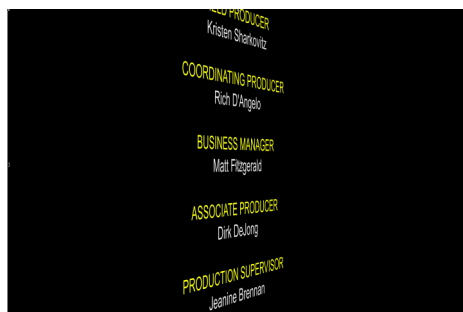 PRODUCER
Kristen Sharkovitz
COORDINATING PRODUCER
Rich D'Angelo
BUSINESS MANAGER
Matt Fitzgerald
ASSOCIATE PRODUCER
Dirk DeJong
PRODUCTION SUPERVISOR
Jeanine Brennan